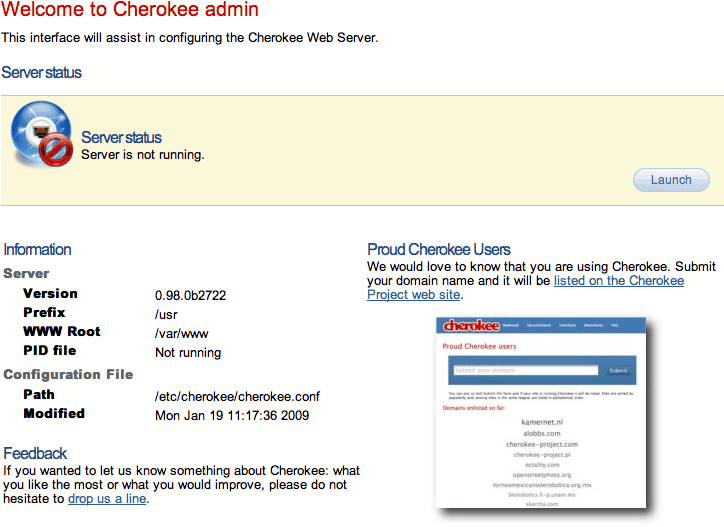 Welcome to Cherokee admin
This interface will assist in configuring the Cherokee Web Server.
Server status
Server status
Server is not running.
Launch
Information
Server
Version 0.98.0b2722
Prefix /usr
WWW Root /var/www
PID file Not running
Configuration File
Path /etc/cherokee/cherokee.conf
Modified Mon Jan 19 11:17:36 2009
Feedback
If you wanted to let us know something about Cherokee: what
you like the most or what you would improve, please do not
hesitate to drop us a line.
Proud Cherokee Users
We would love to know that you are using Cherokee. Submit
your domain name and it will be listed on the Cherokee
Project web site.
cherokee Download Documentation Contribute Benchmarks Help
Proud Cherokee users
Submit your domain! Submit
Domains enlisted so far:
kamernet.nl
alobbs.com
cherokee-project.com
cherokee-project.pl
octality.com
openstreetphoto.org
torneomexicanoderobotica.org.mx
biorobotics.fi-p.unam.mx
skarcha.com